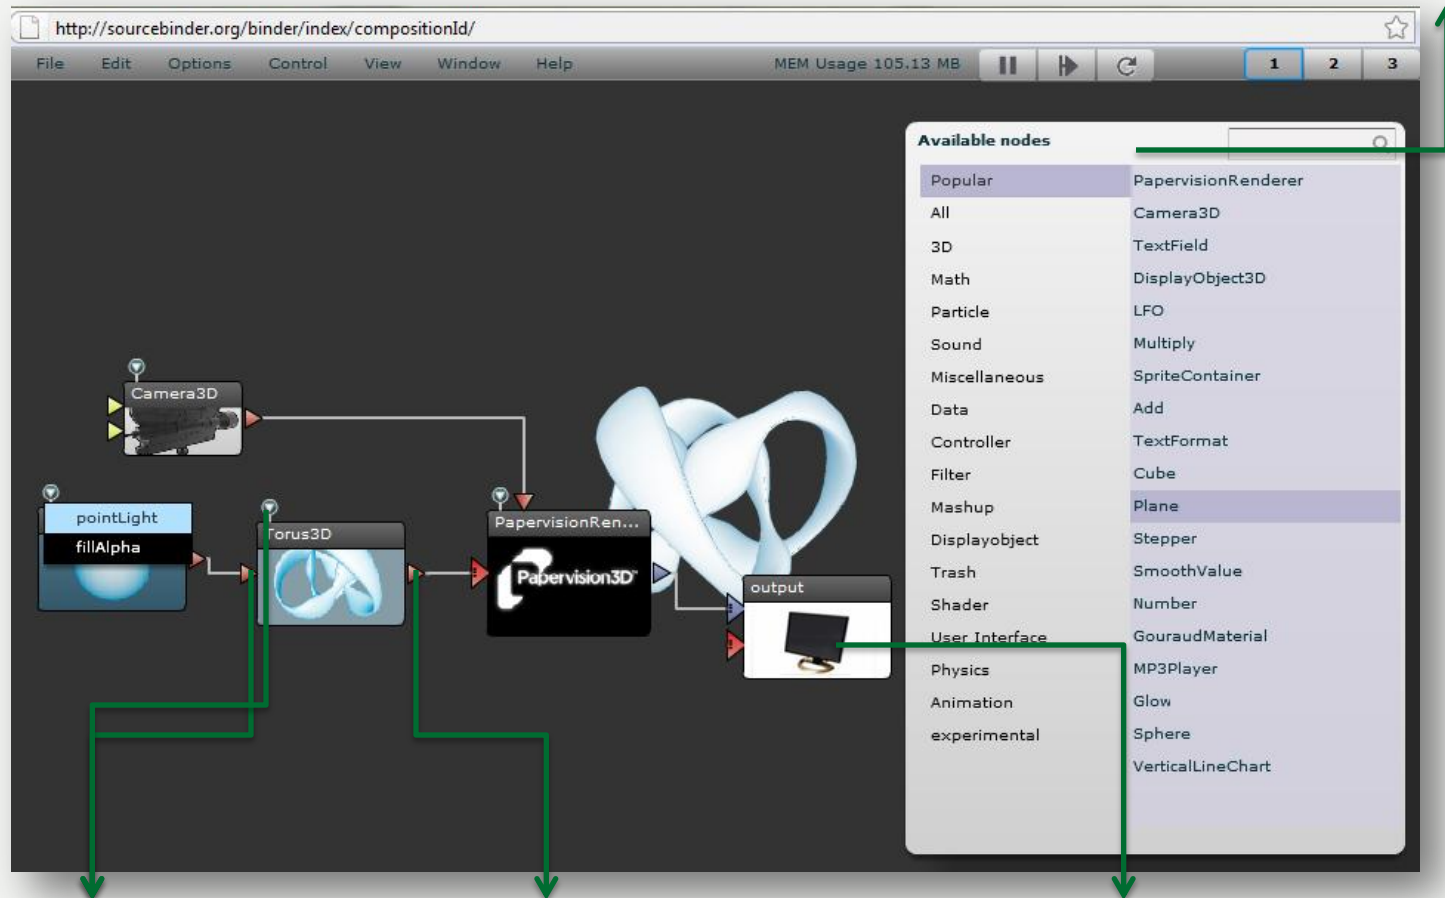 http://sourcebinder.org/binder/index/compositionId/
File Edit Options Control View Window Help MEM Usage 105.13 MB 1 2 3
Available nodes
Popular PapervisionRenderer
All Camera3D
3D TextField
Math DisplayObject3D
Particle LFO
Sound Multiply
Miscellaneous SpriteContainer
Data Add
Controller TextFormat
Filter Cube
Mashup Plane
Displayobject Stepper
Trash SmoothValue
Shader Number
User Interface GouraudMaterial
Physics MP3Player
Animation Glow
experimental Sphere
VerticalLineChart
Camera3D
pointLight
fillAlpha
Torus3D
PapervisionRen...
Papervision3D™
output